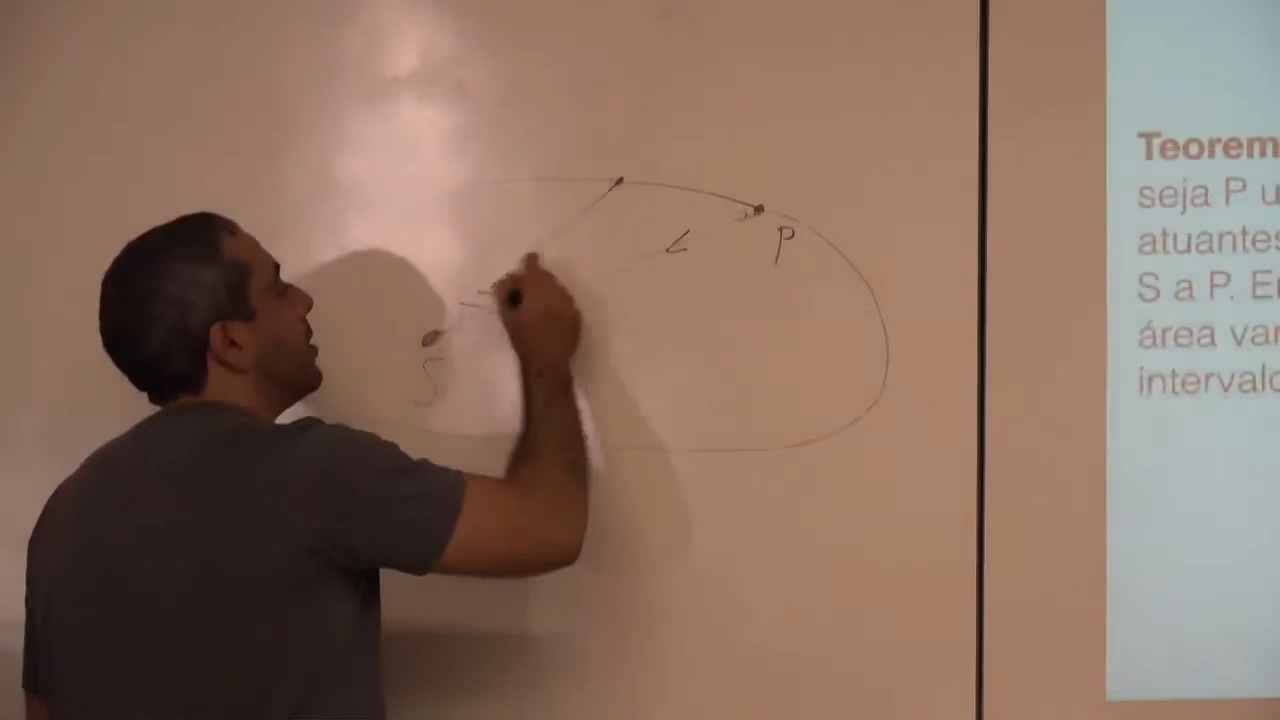 P
S
Teorem
seja P u
atuantes
S a P. E
área var
intervalo